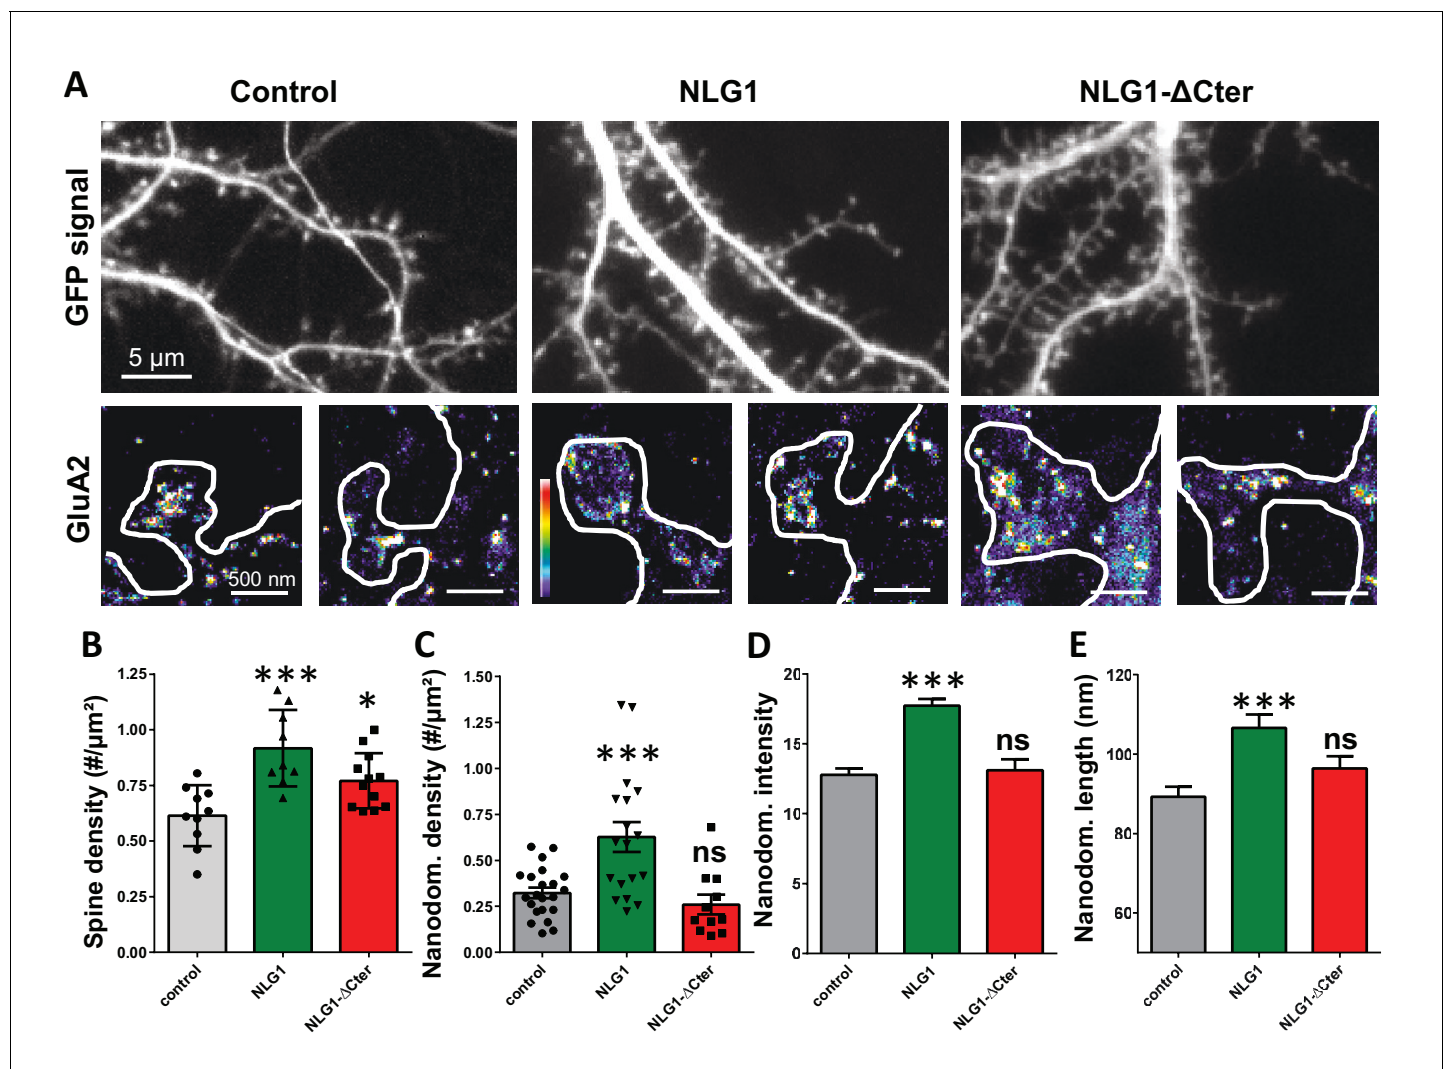 A
Control
NLG1
NLG1-ΔCter
GFP signal
5 µm
GluA2
500 nm
B
C
D
E
Spine density (#/µm²)
1.25
1.00
0.75
0.50
0.25
0.00
***
*
control
NLG1
NLG1-ΔCter
Nanodom. density (#/µm²)
1.50
1.25
1.00
0.75
0.50
0.25
0.00
***
ns
control
NLG1
NLG1-ΔCter
Nanodom. intensity
20
15
10
5
0
***
ns
control
NLG1
NLG1-ΔCter
Nanodom. length (nm)
120
100
80
60
***
ns
control
NLG1
NLG1-ΔCter